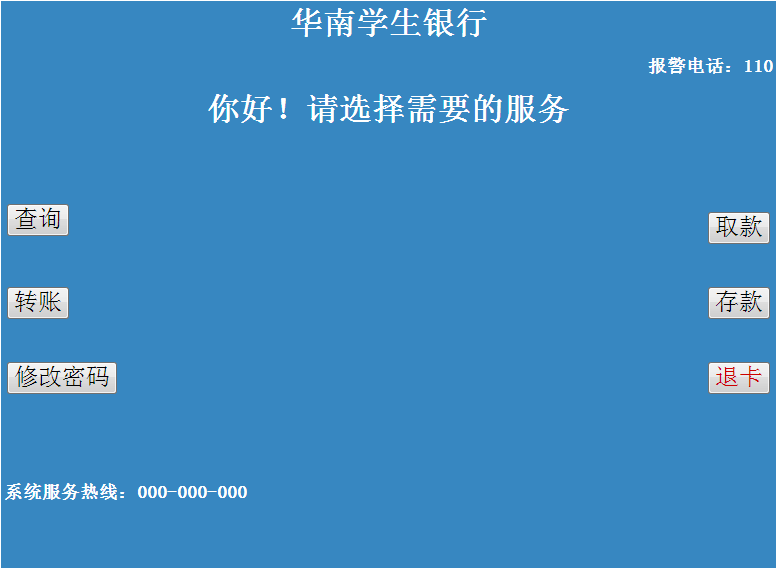 华南学生银行
报警电话：110
你好！请选择需要的服务
查询
取款
转账
存款
修改密码
退卡
系统服务热线：000-000-000